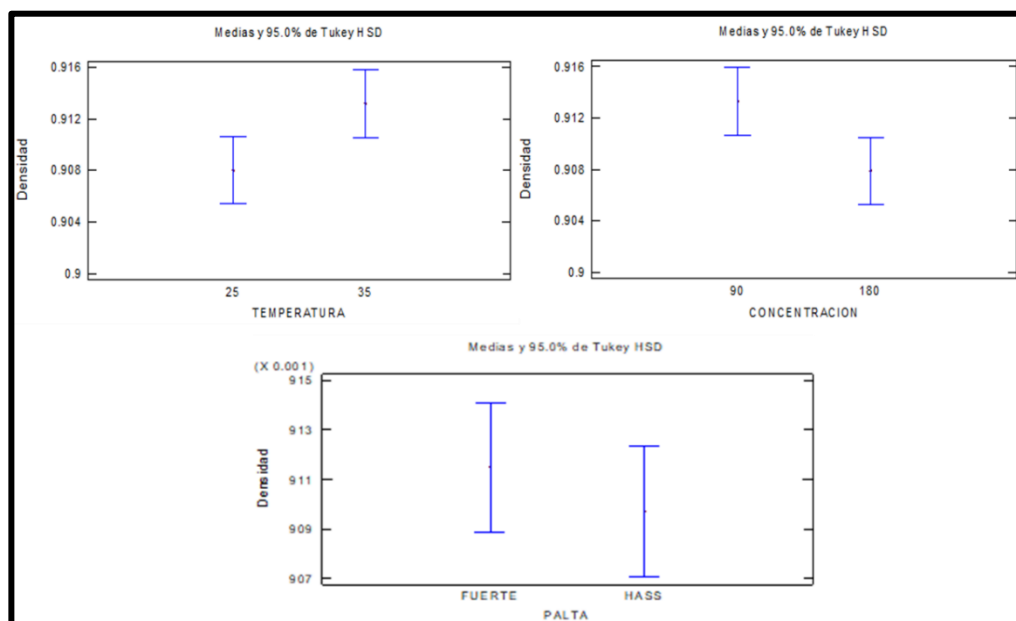 Medias y 95.0% de Tukey HSD
0.916
0.912
0.908
0.904
0.9
Densidad
25 35
TEMPERATURA
Medias y 95.0% de Tukey HSD
0.916
0.912
0.908
0.904
0.9
Densidad
90 180
CONCENTRACION
Medias y 95.0% de Tukey HSD
(X 0.001)
915
913
911
909
907
Densidad
FUERTE HASS
PALTA